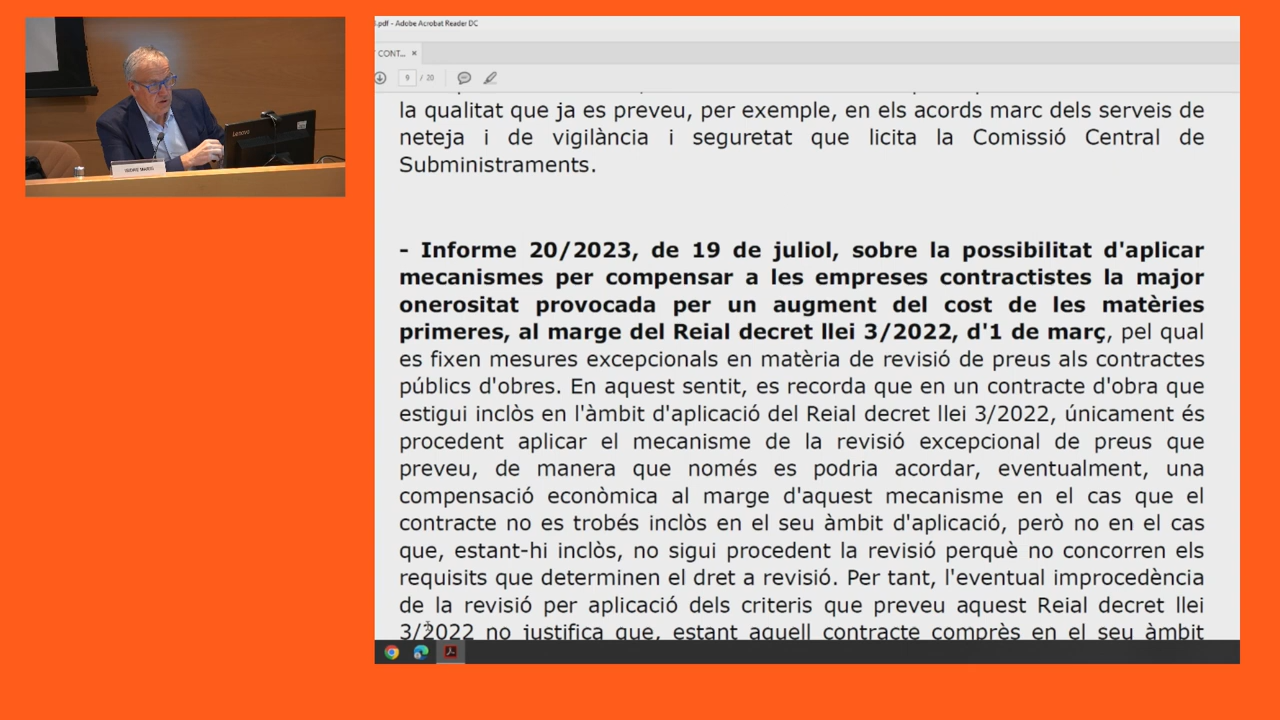 .pdf - Adobe Acrobat Reader DC
CONT...
9 / 20
la qualitat que ja es preveu, per exemple, en els acords marc dels serveis de
neteja i de vigilància i seguretat que licita la Comissió Central de
Subministraments.
- Informe 20/2023, de 19 de juliol, sobre la possibilitat d'aplicar
mecanismes per compensar a les empreses contractistes la major
onerositat provocada per un augment del cost de les matèries
primeres, al marge del Reial decret llei 3/2022, d'1 de març, pel qual
es fixen mesures excepcionals en matèria de revisió de preus als contractes
públics d'obres. En aquest sentit, es recorda que en un contracte d'obra que
estigui inclòs en l'àmbit d'aplicació del Reial decret llei 3/2022, únicament és
procedent aplicar el mecanisme de la revisió excepcional de preus que
preveu, de manera que només es podria acordar, eventualment, una
compensació econòmica al marge d'aquest mecanisme en el cas que el
contracte no es trobés inclòs en el seu àmbit d'aplicació, però no en el cas
que, estant-hi inclòs, no sigui procedent la revisió perquè no concorren els
requisits que determinen el dret a revisió. Per tant, l'eventual improcedència
de la revisió per aplicació dels criteris que preveu aquest Reial decret llei
3/2022 no justifica que, estant aquell contracte comprès en el seu àmbit
Lenovo